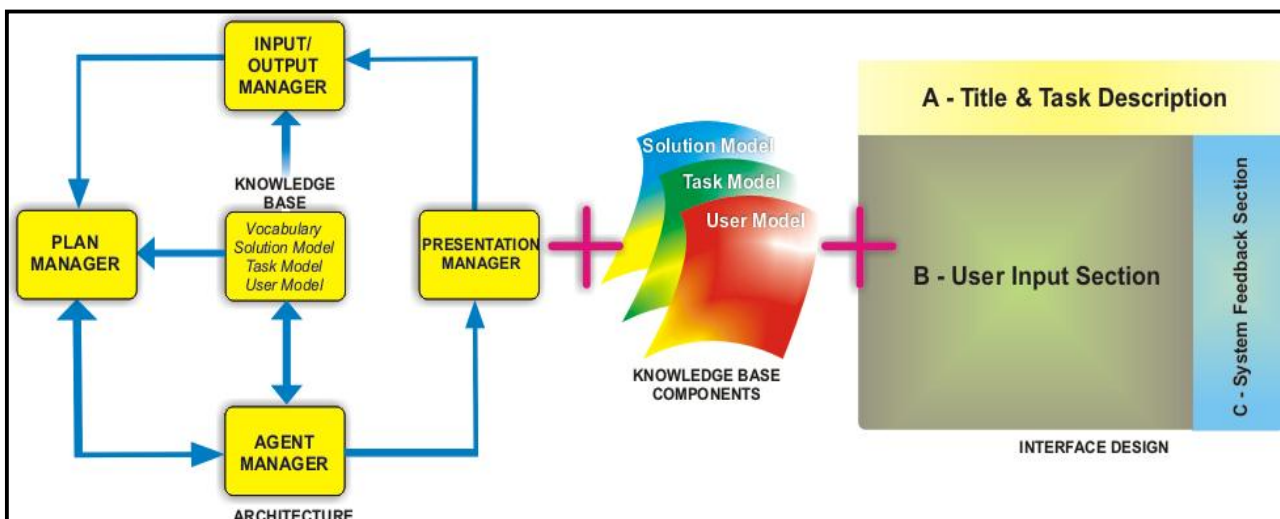 INPUT/
OUTPUT
MANAGER
KNOWLEDGE
BASE
Vocabulary
Solution Model
Task Model
User Model
PLAN
MANAGER
PRESENTATION
MANAGER
AGENT
MANAGER
ARCHITECTURE
Solution Model
Task Model
User Model
KNOWLEDGE BASE
COMPONENTS
A - Title & Task Description
B - User Input Section
C - System Feedback Section
INTERFACE DESIGN